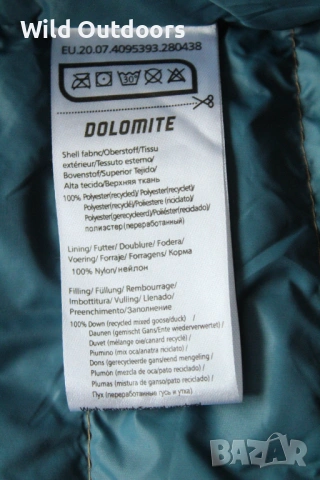 Wild Outdoors
EU.20.07.4095393.280438
30°
DOLOMITE
Shell fabric/Oberstoff/Tissu
extérieur/Tessuto esterno/
Bovenstof/Superior Tejido/
Alta tecida/Верхняя ткань
100% Polyester(recycled)/ Polyester(recycelt)/
Polyester(recyclé)/Poliestere (riciclato)/
Polyester(gerecycleerd)/Poliéster(reciclado)/
полиэстер (переработанный)
Lining/ Futter/ Doublure/ Fodera/
Voering/ Forraje/ Forragens/ Корма
100% Nylon/нейлон
Filling/ Füllung/ Rembourrage/
Imbottitura/ Vulling/ Llenado/
Preenchimento/Заполнение
100% Down (recycled mixed goose/duck) /
Daunen (gemischt Gans/Ente wiederverwertet) /
Duvet (mélange oie/canard recyclé) /
Piumino (mix oca/anatra riciclato) /
Dons (gerecycleerde gans/eend mengeling) /
Plumón (mezcla de oca/pato reciclado) /
Plumas (mistura de ganso/pato reciclado) /
Пух (переработанные гусь и утка)
bazar.bg